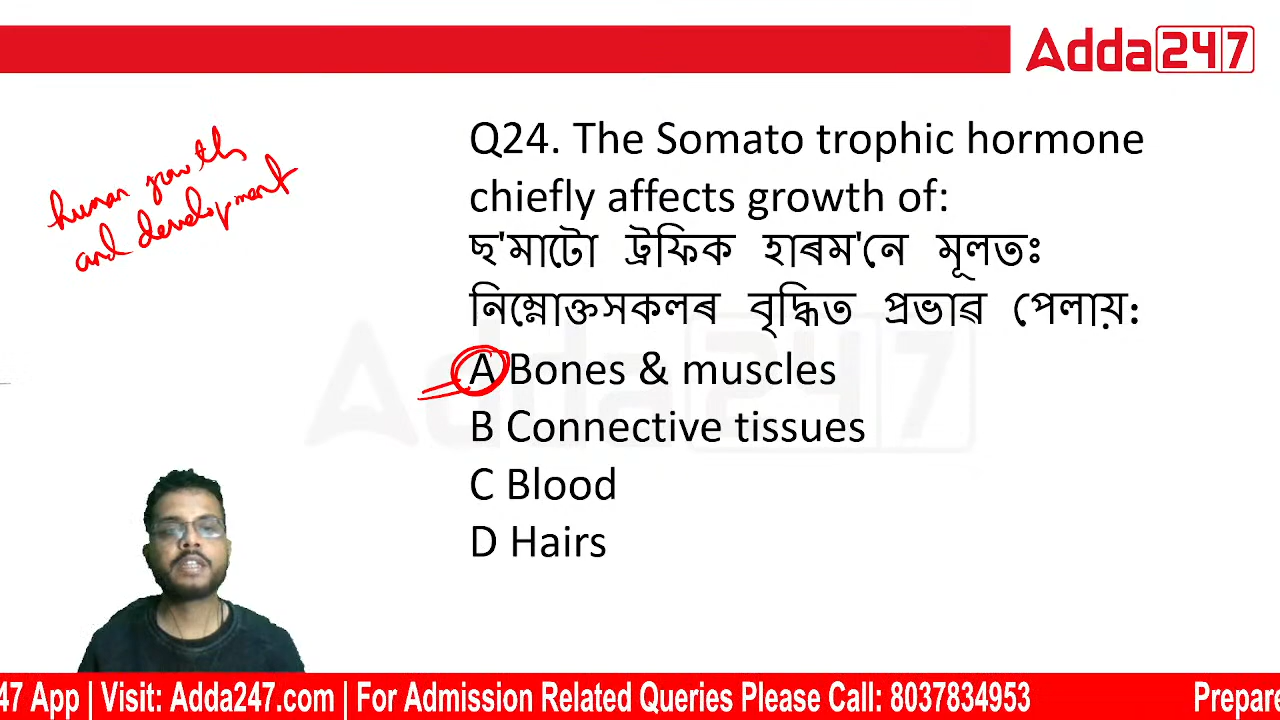 Adda247
human growth
and development
Q24. The Somato trophic hormone
chiefly affects growth of:
ছ'মাটো ট্ৰফিক হাৰম'নে মূলতঃ
নিম্নোক্তসকলৰ বৃদ্ধিত প্ৰভাৱ পেলায়:
A Bones & muscles
B Connective tissues
C Blood
D Hairs
Adda247
47 App | Visit: Adda247.com | For Admission Related Queries Please Call: 8037834953 Prepare